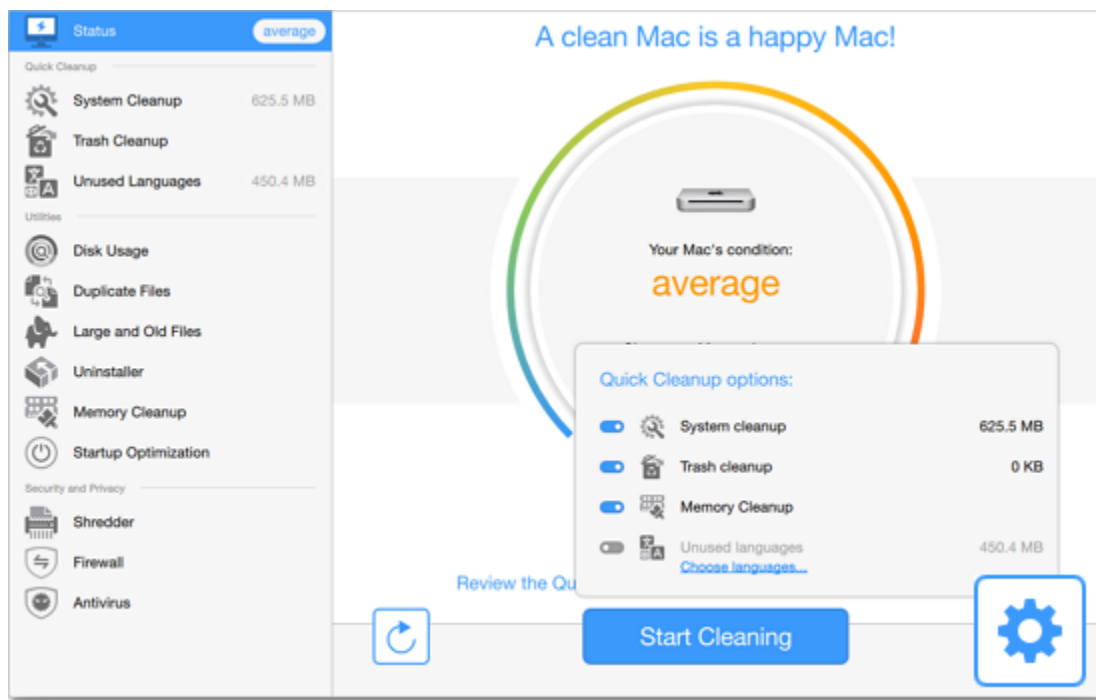 Status average
Quick Cleanup
System Cleanup 625.5 MB
Trash Cleanup
Unused Languages 450.4 MB
Utilities
Disk Usage
Duplicate Files
Large and Old Files
Uninstaller
Memory Cleanup
Startup Optimization
Security and Privacy
Shredder
Firewall
Antivirus
A clean Mac is a happy Mac!
Your Mac's condition:
average
Quick Cleanup options:
System cleanup 625.5 MB
Trash cleanup 0 KB
Memory Cleanup
Unused languages 450.4 MB
Choose languages...
Review the Qu
Start Cleaning